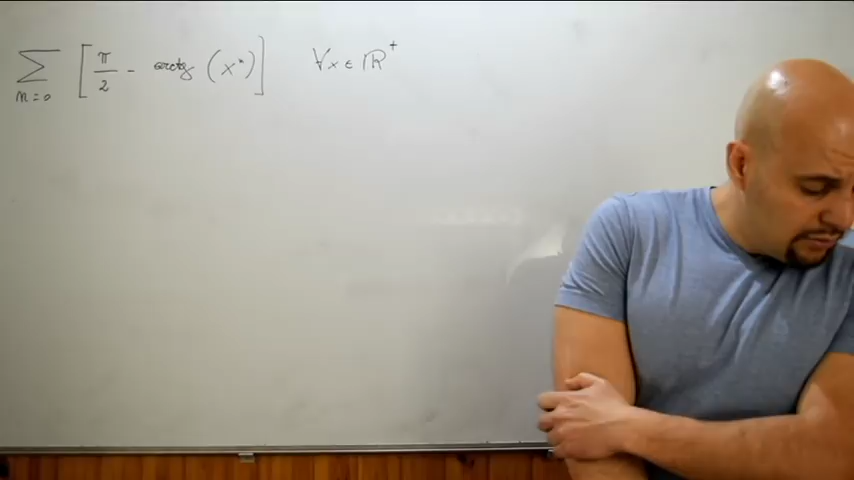 ∑ n=0 [π/2 - arctg (xⁿ)] ∀x ∈ ℝ⁺